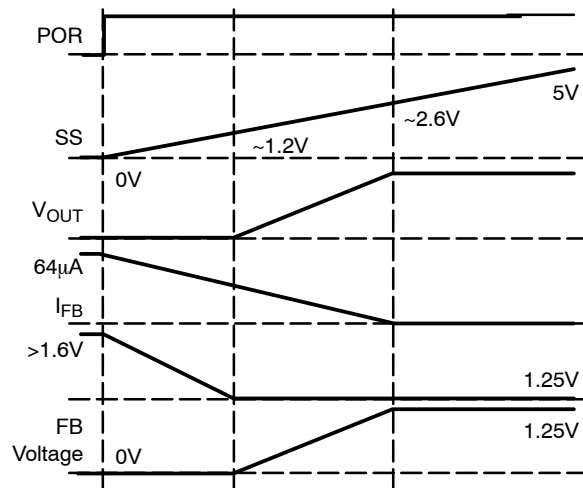 POR
5V
~2.6V
SS
~1.2V
0V
VOUT
64µA
IFB
>1.6V
1.25V
FB
Voltage
1.25V
0V